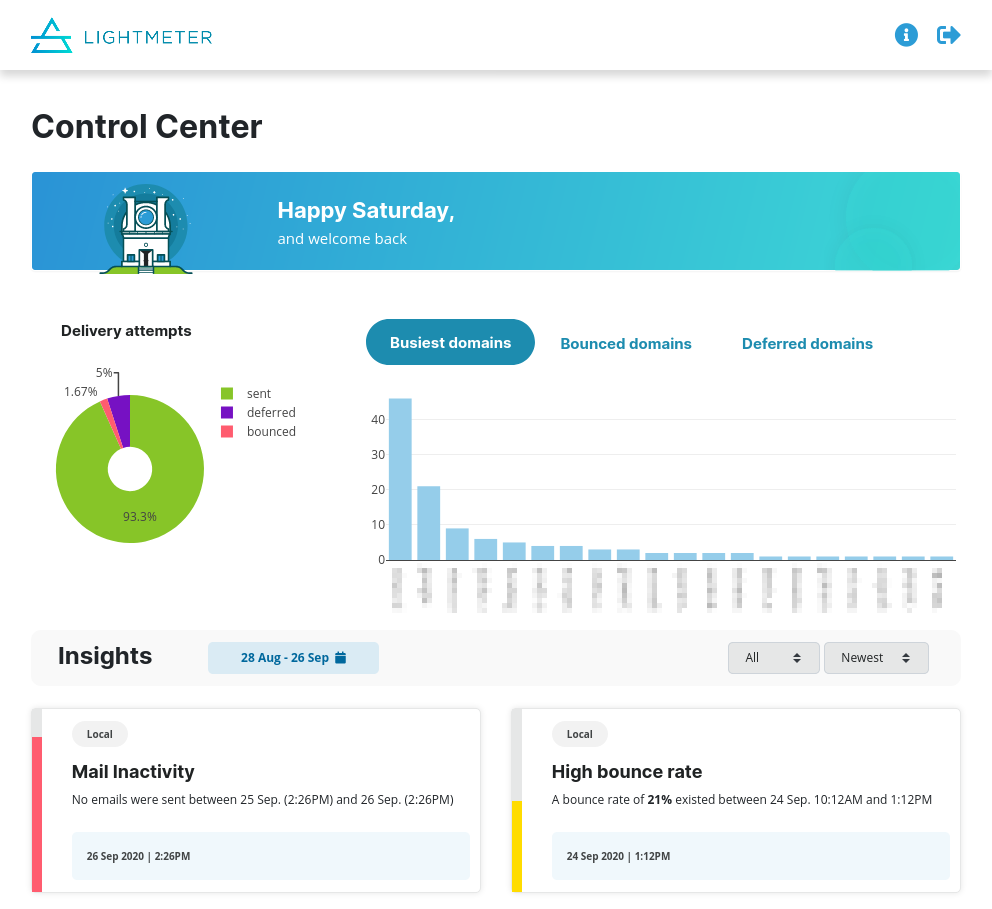 LIGHTMETER
Control Center
Happy Saturday,
and welcome back
Delivery attempts
Busiest domains
Bounced domains
Deferred domains
5%
1.67%
93.3%
sent
deferred
bounced
40
30
20
10
0
Insights
28 Aug - 26 Sep
All
Newest
Local
Mail Inactivity
No emails were sent between 25 Sep. (2:26PM) and 26 Sep. (2:26PM)
26 Sep 2020 | 2:26PM
Local
High bounce rate
A bounce rate of 21% existed between 24 Sep. 10:12AM and 1:12PM
24 Sep 2020 | 1:12PM